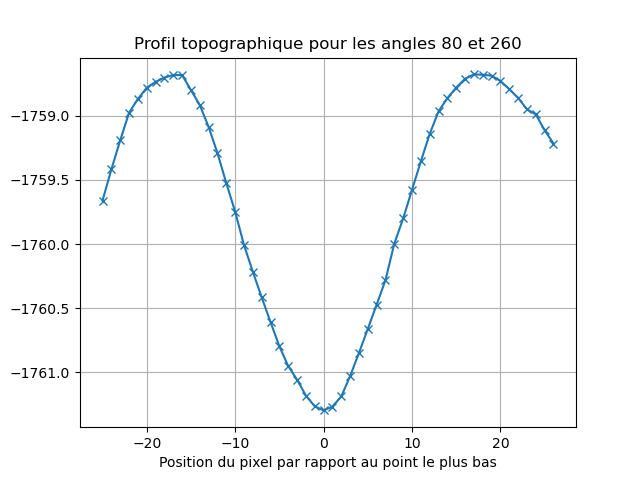 Profil topographique pour les angles 80 et 260
−1759.0
−1759.5
−1760.0
−1760.5
−1761.0
−20 −10 0 10 20
Position du pixel par rapport au point le plus bas